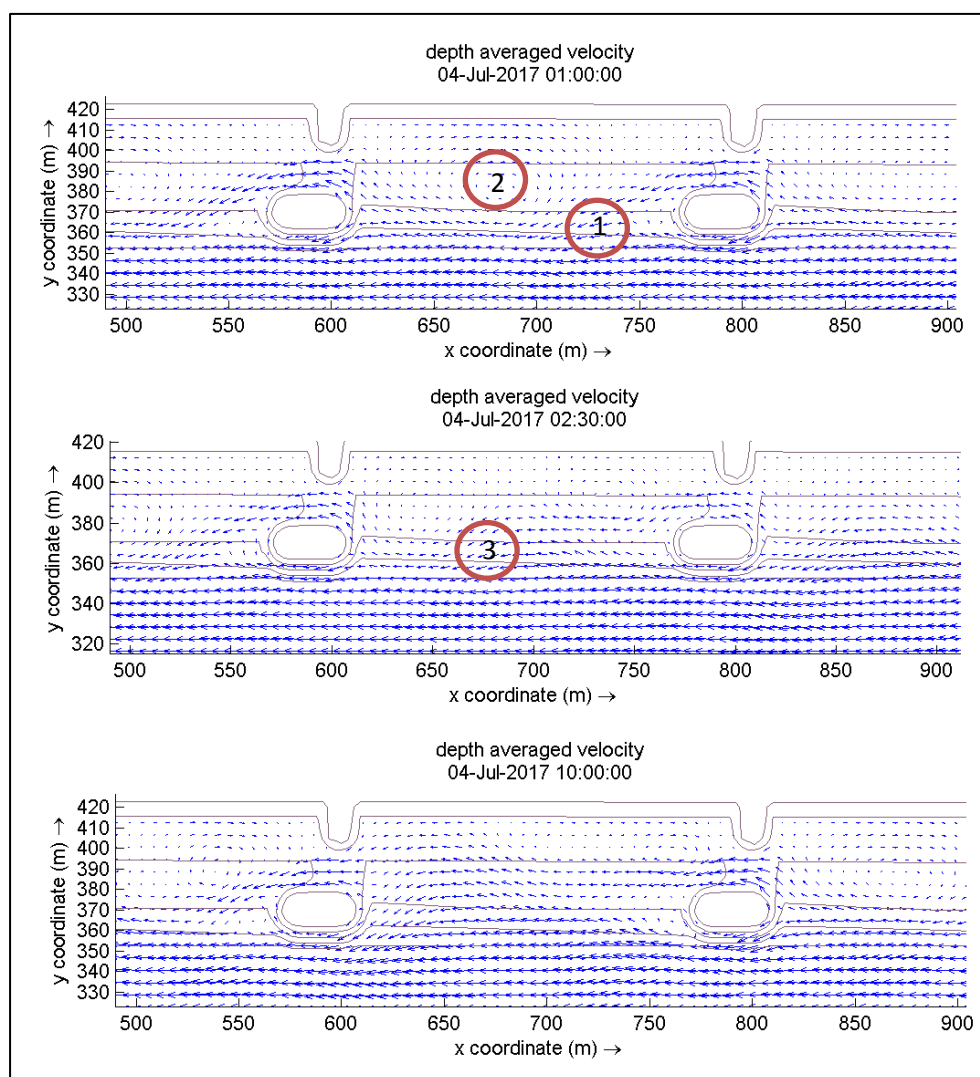 depth averaged velocity
04-Jul-2017 01:00:00
420
410
400
390
380
370
360
350
340
330
y coordinate (m) →
2
1
500 550 600 650 700 750 800 850 900
x coordinate (m) →
depth averaged velocity
04-Jul-2017 02:30:00
420
400
380
360
340
320
y coordinate (m) →
3
500 550 600 650 700 750 800 850 900
x coordinate (m) →
depth averaged velocity
04-Jul-2017 10:00:00
420
410
400
390
380
370
360
350
340
330
y coordinate (m) →
500 550 600 650 700 750 800 850 900
x coordinate (m) →